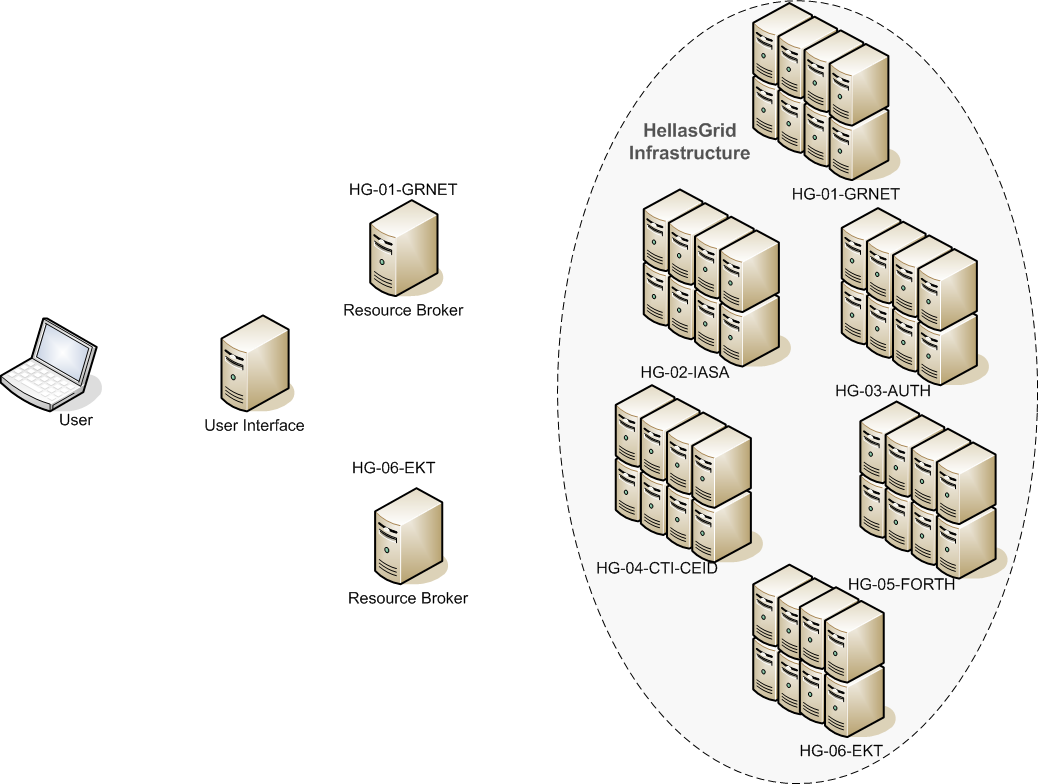 HellasGrid
Infrastructure
HG-01-GRNET
HG-01-GRNET
Resource Broker
HG-02-IASA
HG-03-AUTH
User
User Interface
HG-06-EKT
Resource Broker
HG-04-CTI-CEID
HG-05-FORTH
HG-06-EKT